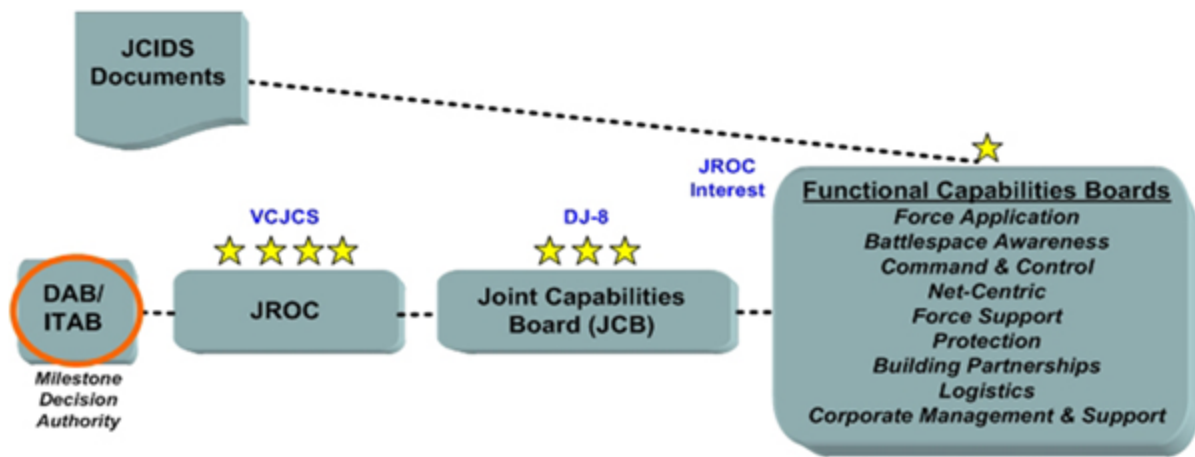 JCIDS
Documents
JROC
Interest
Functional Capabilities Boards
Force Application
Battlespace Awareness
Command & Control
Net-Centric
Force Support
Protection
Building Partnerships
Logistics
Corporate Management & Support
VCJCS
DJ-8
DAB/
ITAB
JROC
Joint Capabilities
Board (JCB)
Milestone
Decision
Authority